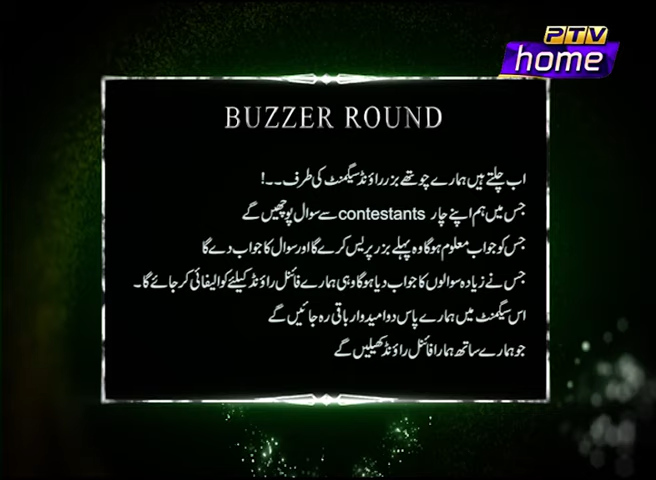 PTV
home
BUZZER ROUND
اب چلتے ہیں ہمارے چوتھے بزر راؤنڈ سیگمنٹ کی طرف ۔۔!
جس میں ہم اپنے چار contestants سے سوال پوچھیں گے
جس کو جواب معلوم ہوگا وہ پہلے بزر پریس کرے گا اور سوال کا جواب دے گا
جس نے زیادہ سوالوں کا جواب دیا ہوگا وہی ہمارے فائنل راؤنڈ کیلئے کوالیفائی کر جائے گا ۔
اس سیگمنٹ میں ہمارے پاس دو امیدوار باقی رہ جائیں گے
جو ہمارے ساتھ ہمارا فائنل راؤنڈ کھیلیں گے